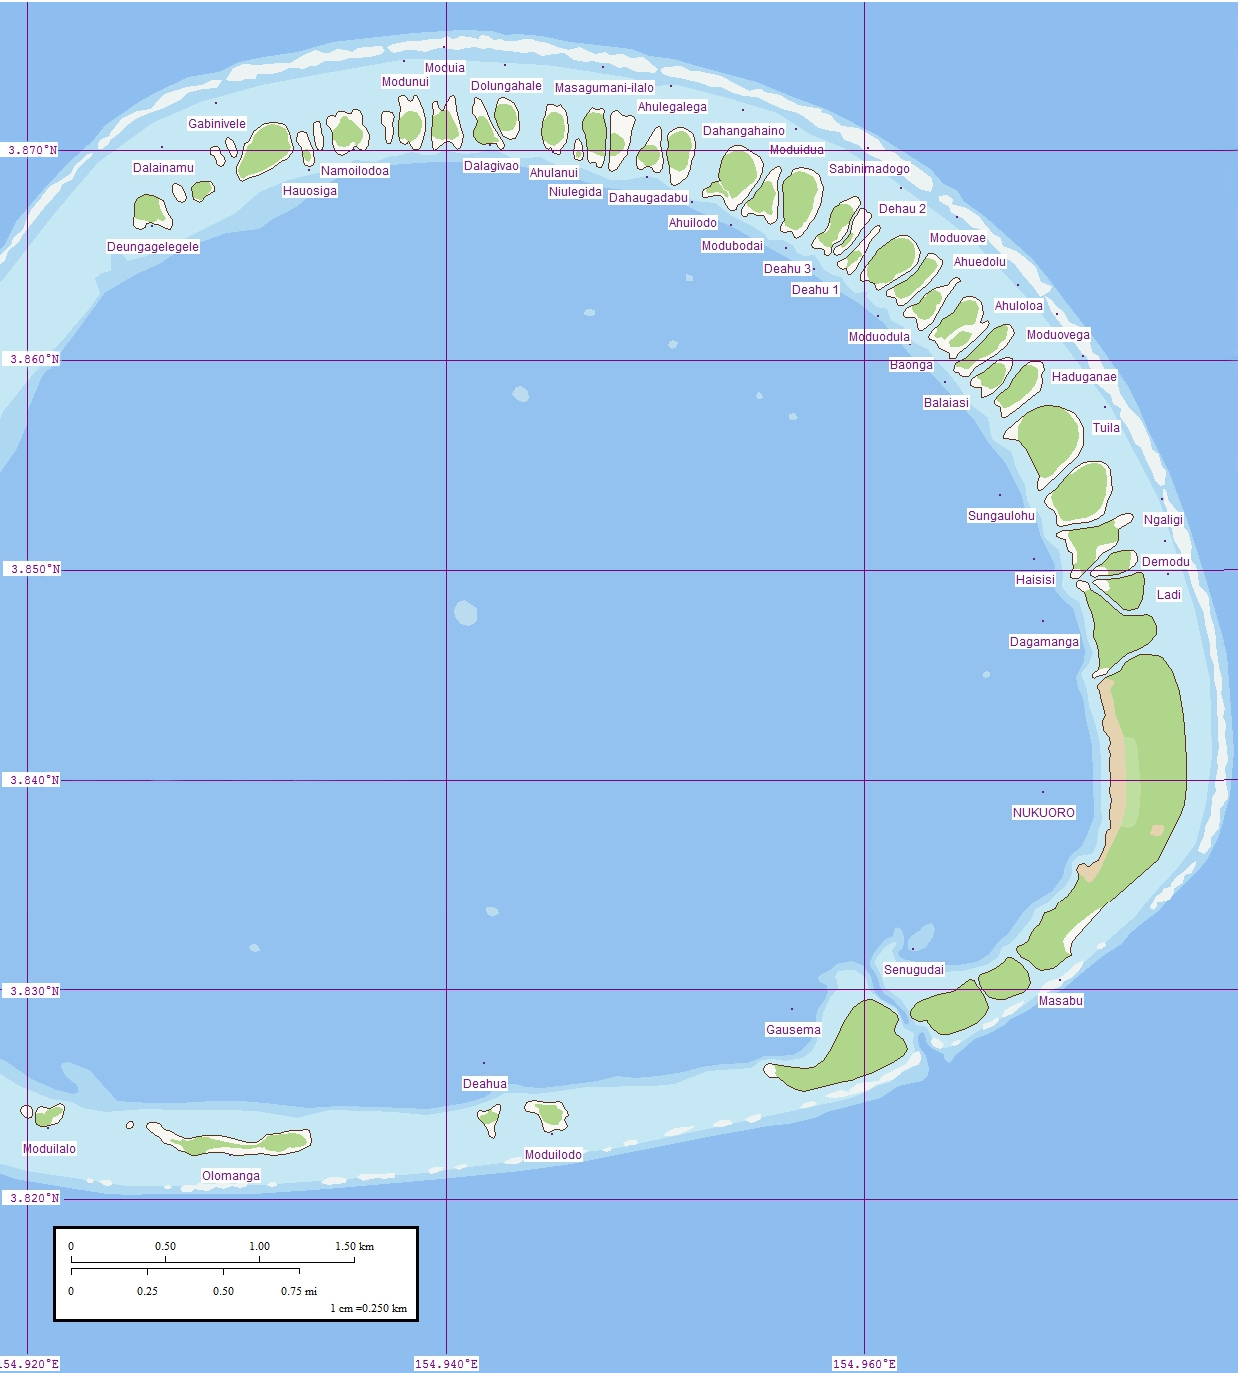 Moduia
Modunui
Dolungahale
Masagumani-ilalo
Ahulegalega
Gabinivele
Dahangahaino
3.870°N
Moduidua
Dalainamu
Namoilodoa
Dalagivao
Ahulanui
Sabinimadogo
Hauosiga
Niulegida
Dahaugadabu
Dehau 2
Ahuilodo
Deungagelegele
Modubodai
Moduovae
Ahuedolu
Deahu 3
Deahu 1
Ahuloloa
Moduodula
Moduovega
3.860°N
Baonga
Haduganae
Balaiasi
Tuila
Sungaulohu
Ngaligi
Demodu
3.850°N
Haisisi
Ladi
Dagamanga
3.840°N
NUKUORO
Senugudai
3.830°N
Masabu
Gausema
Deahua
Moduilalo
Moduilodo
Olomanga
3.820°N
0 0.50 1.00 1.50 km
0 0.25 0.50 0.75 mi
1 cm =0.250 km
154.920°E 154.940°E 154.960°E